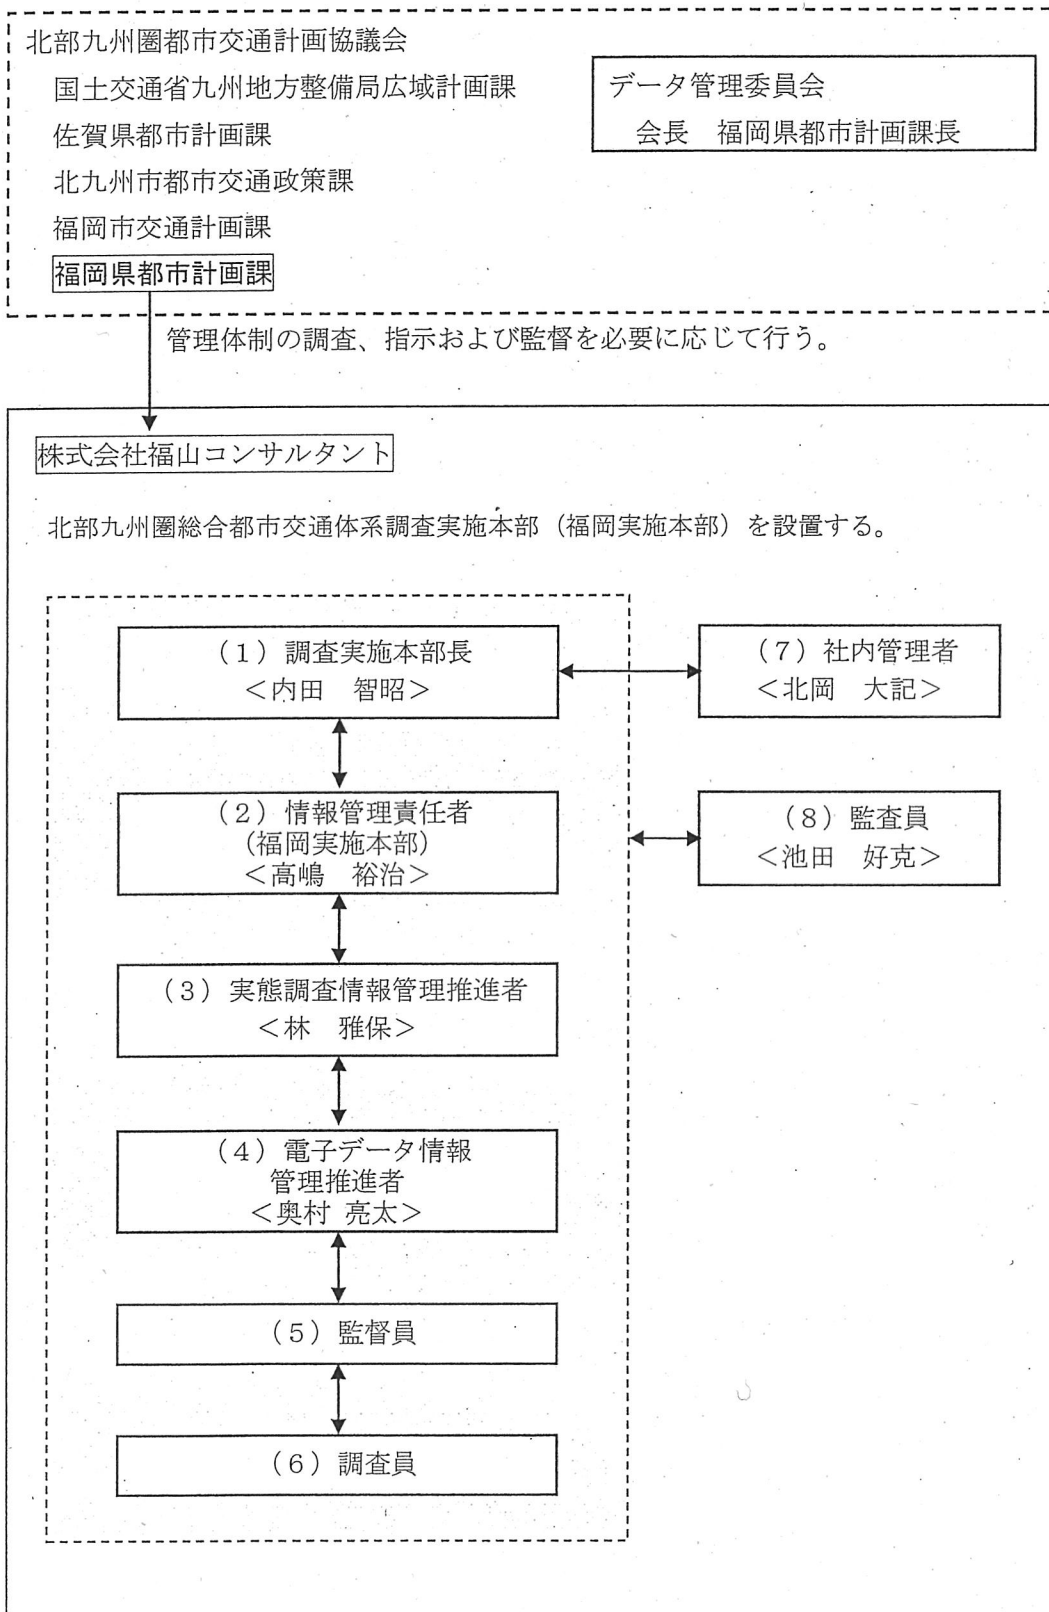 北部九州圏都市交通計画協議会
国土交通省九州地方整備局広域計画課
佐賀県都市計画課
北九州市都市交通政策課
福岡市交通計画課
福岡県都市計画課
データ管理委員会
会長　福岡県都市計画課長
管理体制の調査、指示および監督を必要に応じて行う。
株式会社福山コンサルタント
北部九州圏総合都市交通体系調査実施本部（福岡実施本部）を設置する。
（１）調査実施本部長
＜内田　智昭＞
（７）社内管理者
＜北岡　大記＞
（２）情報管理責任者
（福岡実施本部）
＜高嶋　裕治＞
（８）監査員
＜池田　好克＞
（３）実態調査情報管理推進者
＜林　雅保＞
（４）電子データ情報
管理推進者
＜奥村 亮太＞
（５）監督員
（６）調査員